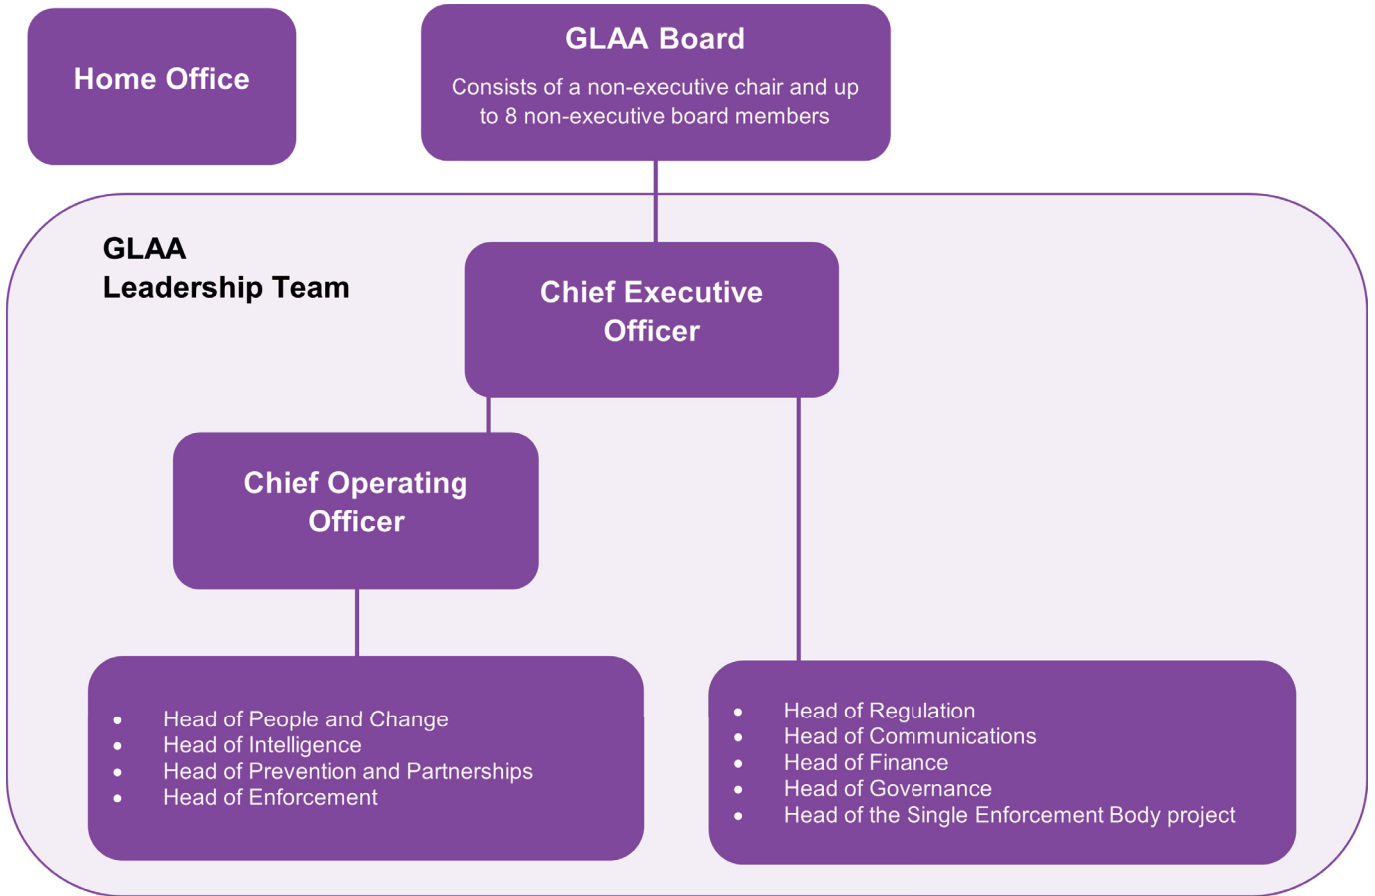 Home Office
GLAA Board
Consists of a non-executive chair and up
to 8 non-executive board members
GLAA
Leadership Team
Chief Executive
Officer
Chief Operating
Officer
• Head of People and Change
• Head of Intelligence
• Head of Prevention and Partnerships
• Head of Enforcement
• Head of Regulation
• Head of Communications
• Head of Finance
• Head of Governance
• Head of the Single Enforcement Body project